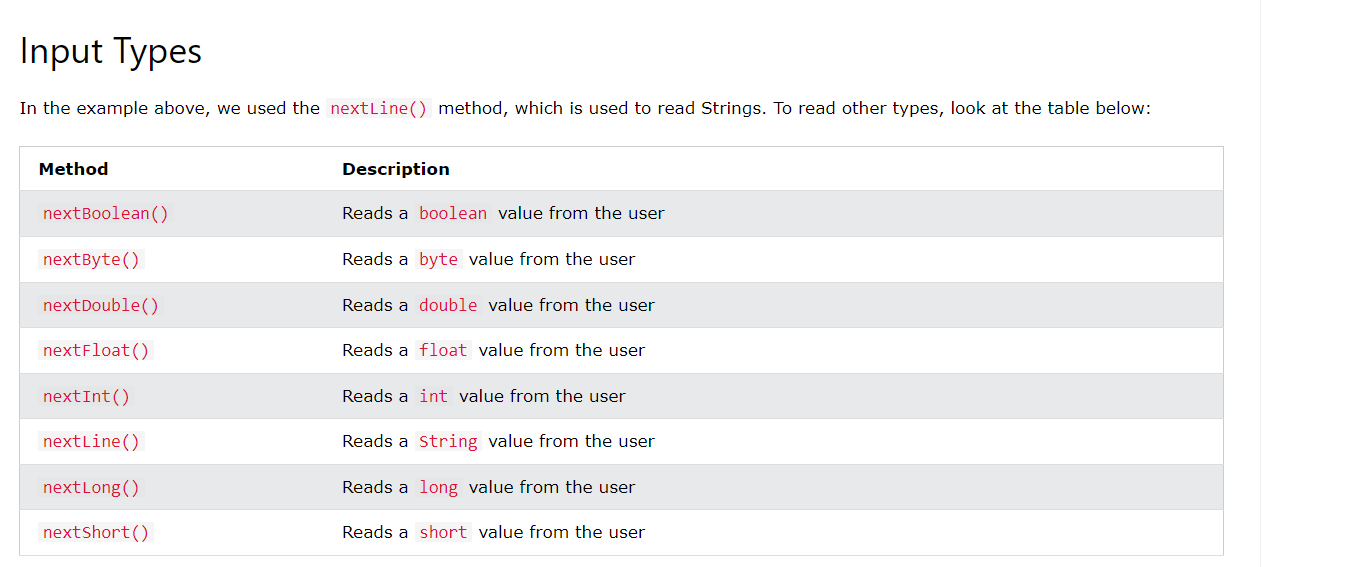 Input Types
In the example above, we used the nextLine() method, which is used to read Strings. To read other types, look at the table below:
Method Description
nextBoolean() Reads a boolean value from the user
nextByte() Reads a byte value from the user
nextDouble() Reads a double value from the user
nextFloat() Reads a float value from the user
nextInt() Reads a int value from the user
nextLine() Reads a String value from the user
nextLong() Reads a long value from the user
nextShort() Reads a short value from the user